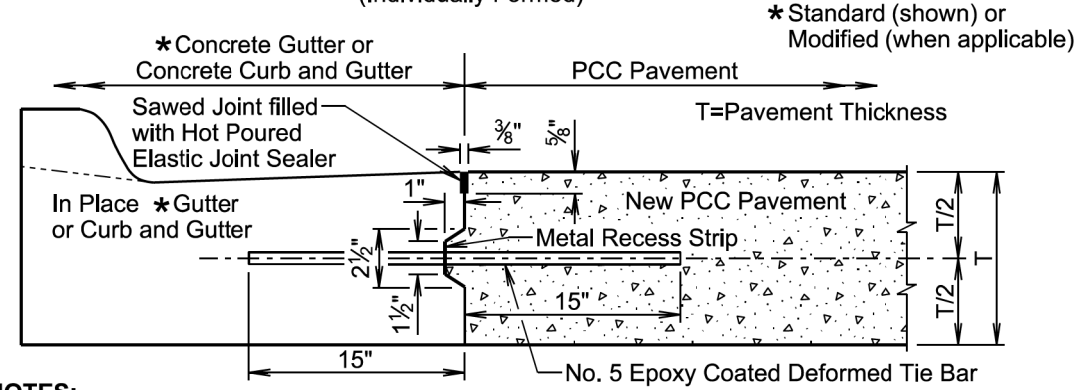 (Individually Formed)
* Standard (shown) or
Modified (when applicable)
* Concrete Gutter or
Concrete Curb and Gutter
PCC Pavement
Sawed Joint filled
with Hot Poured
Elastic Joint Sealer
3/8"
5/8"
T=Pavement Thickness
1"
In Place * Gutter
or Curb and Gutter
New PCC Pavement
Metal Recess Strip
2 1/2"
1 1/2"
T/2
T
T/2
15"
15"
No. 5 Epoxy Coated Deformed Tie Bar
NOTES: